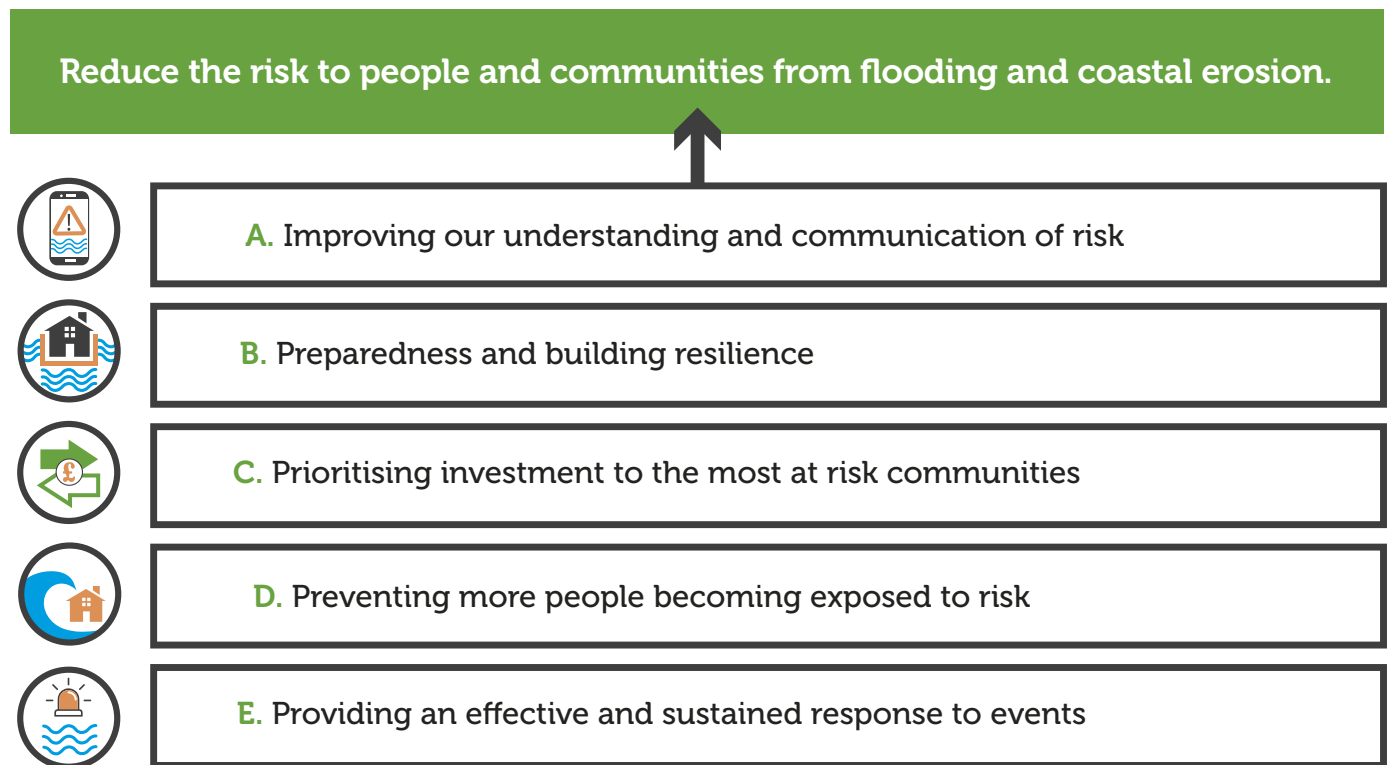 Reduce the risk to people and communities from flooding and coastal erosion.
A. Improving our understanding and communication of risk
B. Preparedness and building resilience
£
C. Prioritising investment to the most at risk communities
D. Preventing more people becoming exposed to risk
E. Providing an effective and sustained response to events